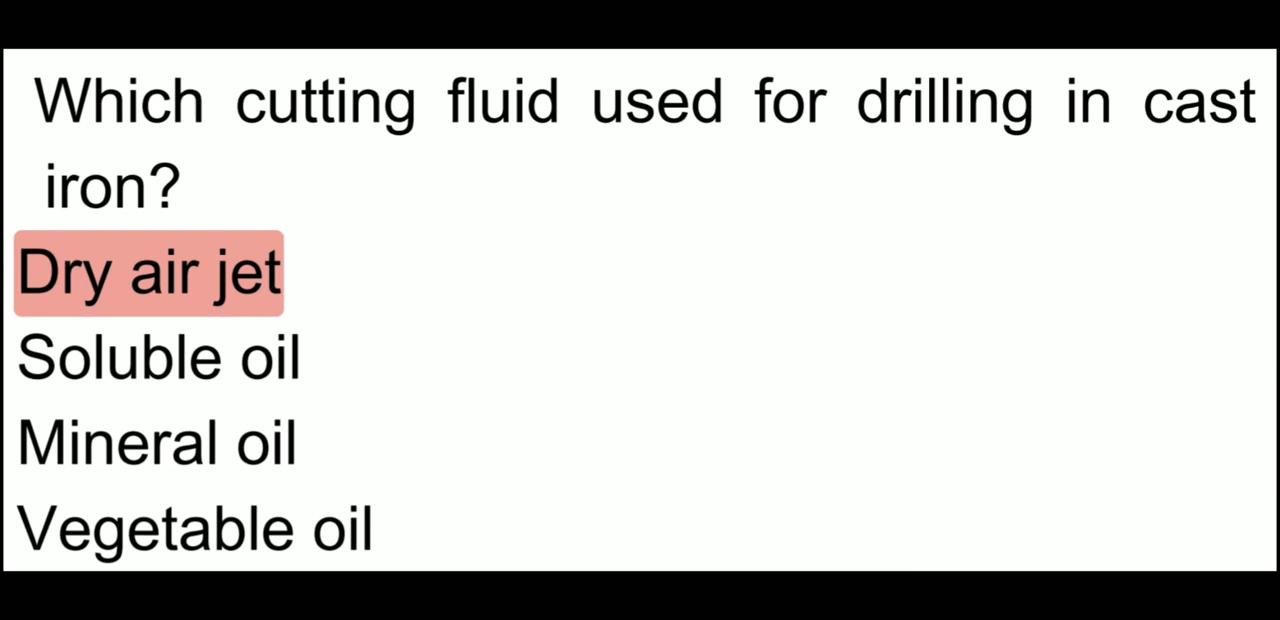 Which cutting fluid used for drilling in cast
iron?
Dry air jet
Soluble oil
Mineral oil
Vegetable oil